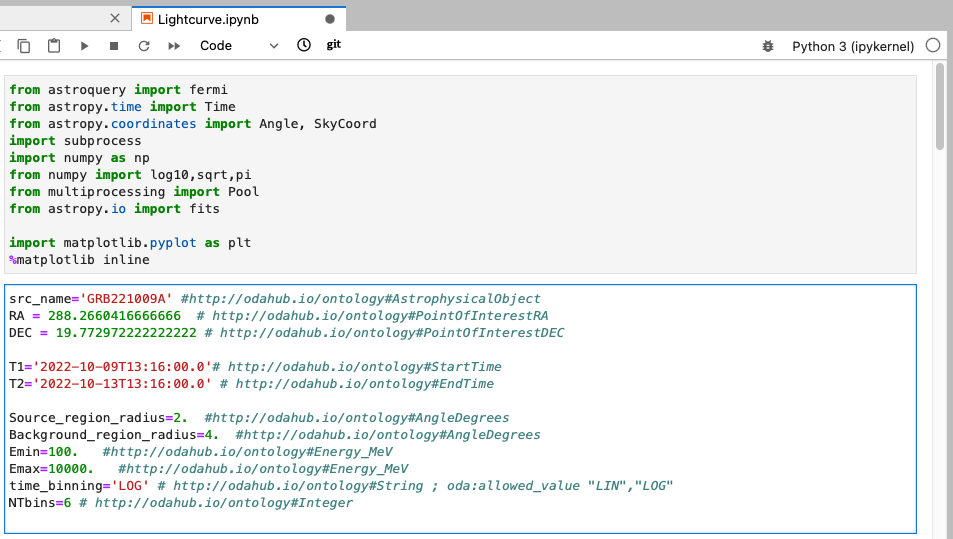 Lightcurve.ipynb
Code
git
Python 3 (ipykernel)
from astroquery import fermi
from astropy.time import Time
from astropy.coordinates import Angle, SkyCoord
import subprocess
import numpy as np
from numpy import log10,sqrt,pi
from multiprocessing import Pool
from astropy.io import fits
import matplotlib.pyplot as plt
%matplotlib inline
src_name='GRB221009A' #http://odahub.io/ontology#AstrophysicalObject
RA = 288.2660416666666  # http://odahub.io/ontology#PointOfInterestRA
DEC = 19.772972222222222 # http://odahub.io/ontology#PointOfInterestDEC
T1='2022-10-09T13:16:00.0'# http://odahub.io/ontology#StartTime
T2='2022-10-13T13:16:00.0' # http://odahub.io/ontology#EndTime
Source_region_radius=2.  #http://odahub.io/ontology#AngleDegrees
Background_region_radius=4.  #http://odahub.io/ontology#AngleDegrees
Emin=100.   #http://odahub.io/ontology#Energy_MeV
Emax=10000.   #http://odahub.io/ontology#Energy_MeV
time_binning='LOG' # http://odahub.io/ontology#String ; oda:allowed_value "LIN","LOG"
NTbins=6 # http://odahub.io/ontology#Integer